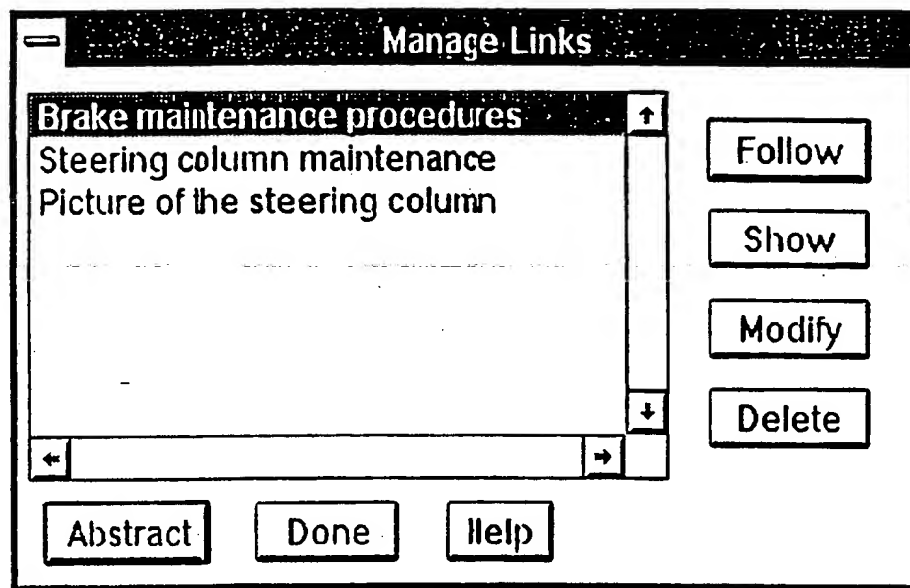 Manage Links
Brake maintenance procedures
Steering column maintenance
Picture of the steering column
Follow
Show
Modify
Delete
Abstract
Done
Help